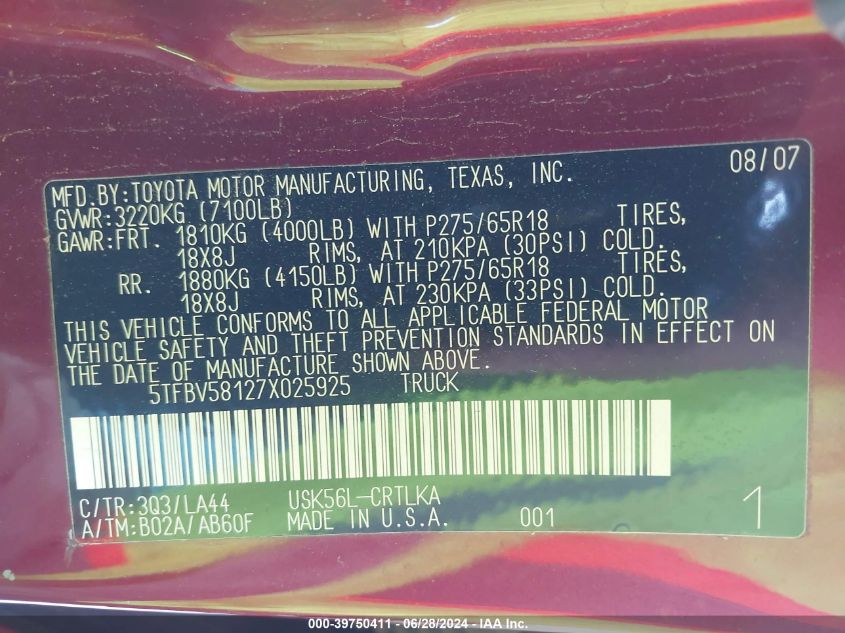 08/07
MFD.BY:TOYOTA MOTOR MANUFACTURING, TEXAS, INC.
GVWR:3220KG (7100LB)
GAWR:FRT. 1810KG (4000LB) WITH P275/65R18 TIRES,
18X8J RIMS, AT 210KPA (30PSI) COLD.
RR. 1880KG (4150LB) WITH P275/65R18 TIRES,
18X8J RIMS, AT 230KPA (33PSI) COLD.
THIS VEHICLE CONFORMS TO ALL APPLICABLE FEDERAL MOTOR
VEHICLE SAFETY AND THEFT PREVENTION STANDARDS IN EFFECT ON
THE DATE OF MANUFACTURE SHOWN ABOVE.
5TFBV58127X025925 TRUCK
C/TR:3Q3/LA44 USK56L-CRTLKA
A/TM:B02A/AB60F MADE IN U.S.A. 001 1
000-39750411 - 06/28/2024 - IAA Inc.